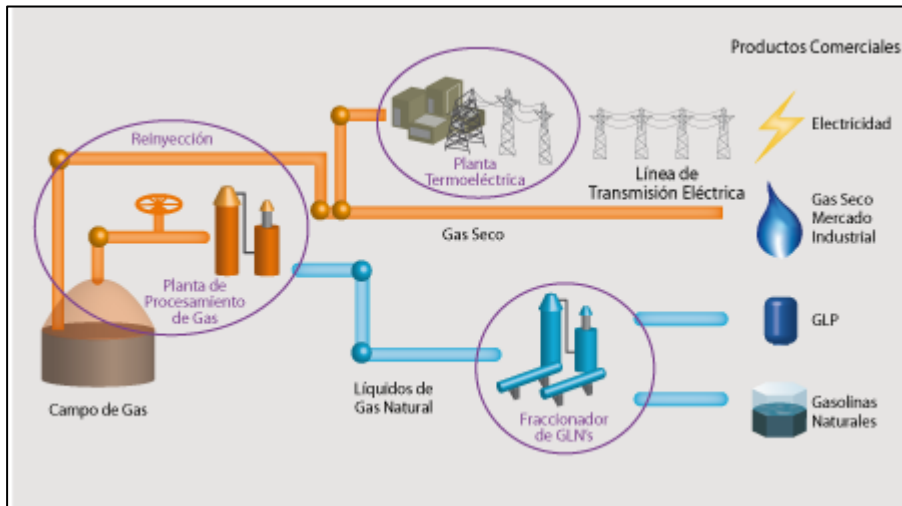 Productos Comerciales
Reinyección
Planta
Termoeléctrica
Electricidad
Línea de
Transmisión Eléctrica
Gas Seco
Mercado
Industrial
Gas Seco
Planta de
Procesamiento
de Gas
GLP
Campo de Gas
Líquidos de
Gas Natural
Fraccionador
de GLN's
Gasolinas
Naturales